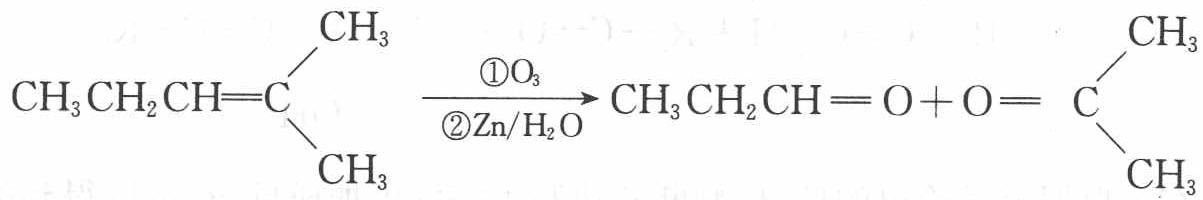 CH₃ CH₃
CH₃CH₂CH=C ①O₃ CH₃CH₂CH=O+O=C
②Zn/H₂O
CH₃ CH₃